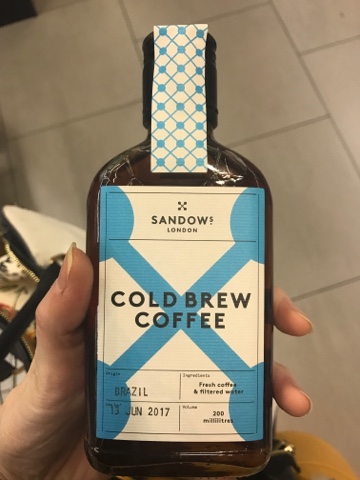 SANDOWS
LONDON
COLD BREW
COFFEE
Origin
BRAZIL
13 JUN 2017
Ingredients
Fresh coffee
& filtered water
Volume
200
millilitres